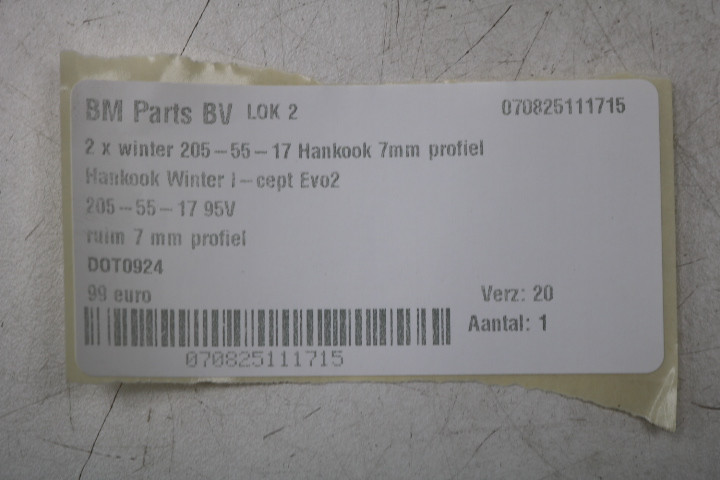 BM Parts BV LOK 2 070825111715
2 x winter 205-55-17 Hankook 7mm profiel
Hankook Winter i-cept Evo2
205-55-17 95V
ruim 7 mm profiel
DOT0924
99 euro Verz: 20
Aantal: 1
070825111715